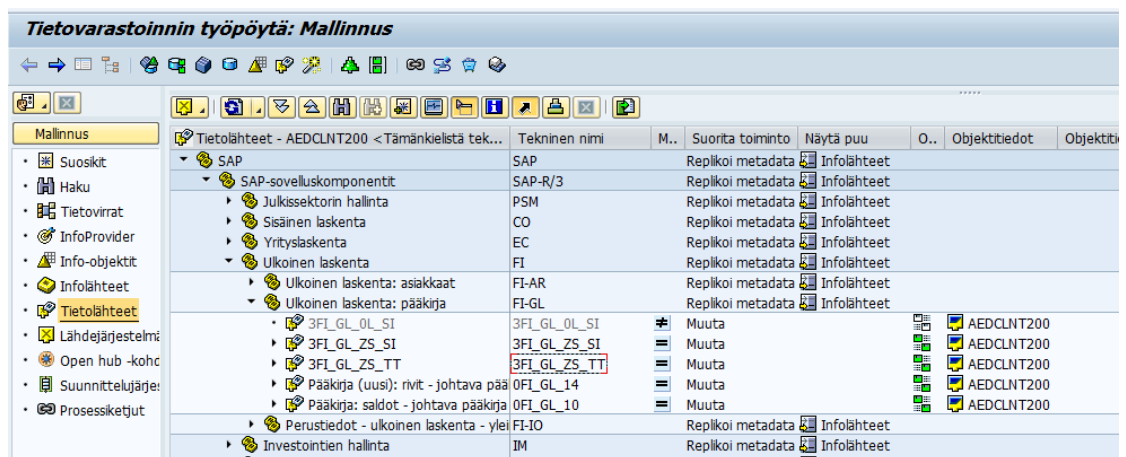 Tietovarastoinnin työpöytä: Mallinnus
Mallinnus
Suosikit
Haku
Tietovirrat
InfoProvider
Info-objektit
Infolähteet
Tietolähteet
Lähdejärjestelmä
Open hub -kohd
Suunnittelujärje
Prosessiketjut
Tietolähteet - AEDCLNT200 <Tämänkielistä tek... Tekninen nimi M.. Suorita toiminto Näytä puu O.. Objektitiedot Objektitie
SAP SAP Replikoi metadata Infolähteet
SAP-sovelluskomponentit SAP-R/3 Replikoi metadata Infolähteet
Julkissektorin hallinta PSM Replikoi metadata Infolähteet
Sisäinen laskenta CO Replikoi metadata Infolähteet
Yrityslaskenta EC Replikoi metadata Infolähteet
Ulkoinen laskenta FI Replikoi metadata Infolähteet
Ulkoinen laskenta: asiakkaat FI-AR Replikoi metadata Infolähteet
Ulkoinen laskenta: pääkirja FI-GL Replikoi metadata Infolähteet
3FI_GL_0L_SI 3FI_GL_0L_SI ≠ Muuta AEDCLNT200
3FI_GL_ZS_SI 3FI_GL_ZS_SI = Muuta AEDCLNT200
3FI_GL_ZS_TT 3FI_GL_ZS_TT = Muuta AEDCLNT200
Pääkirja (uusi): rivit - johtava pää 0FI_GL_14 = Muuta AEDCLNT200
Pääkirja: saldot - johtava pääkirja 0FI_GL_10 = Muuta AEDCLNT200
Perustiedot - ulkoinen laskenta - ylei FI-IO Replikoi metadata Infolähteet
Investointien hallinta IM Replikoi metadata Infolähteet